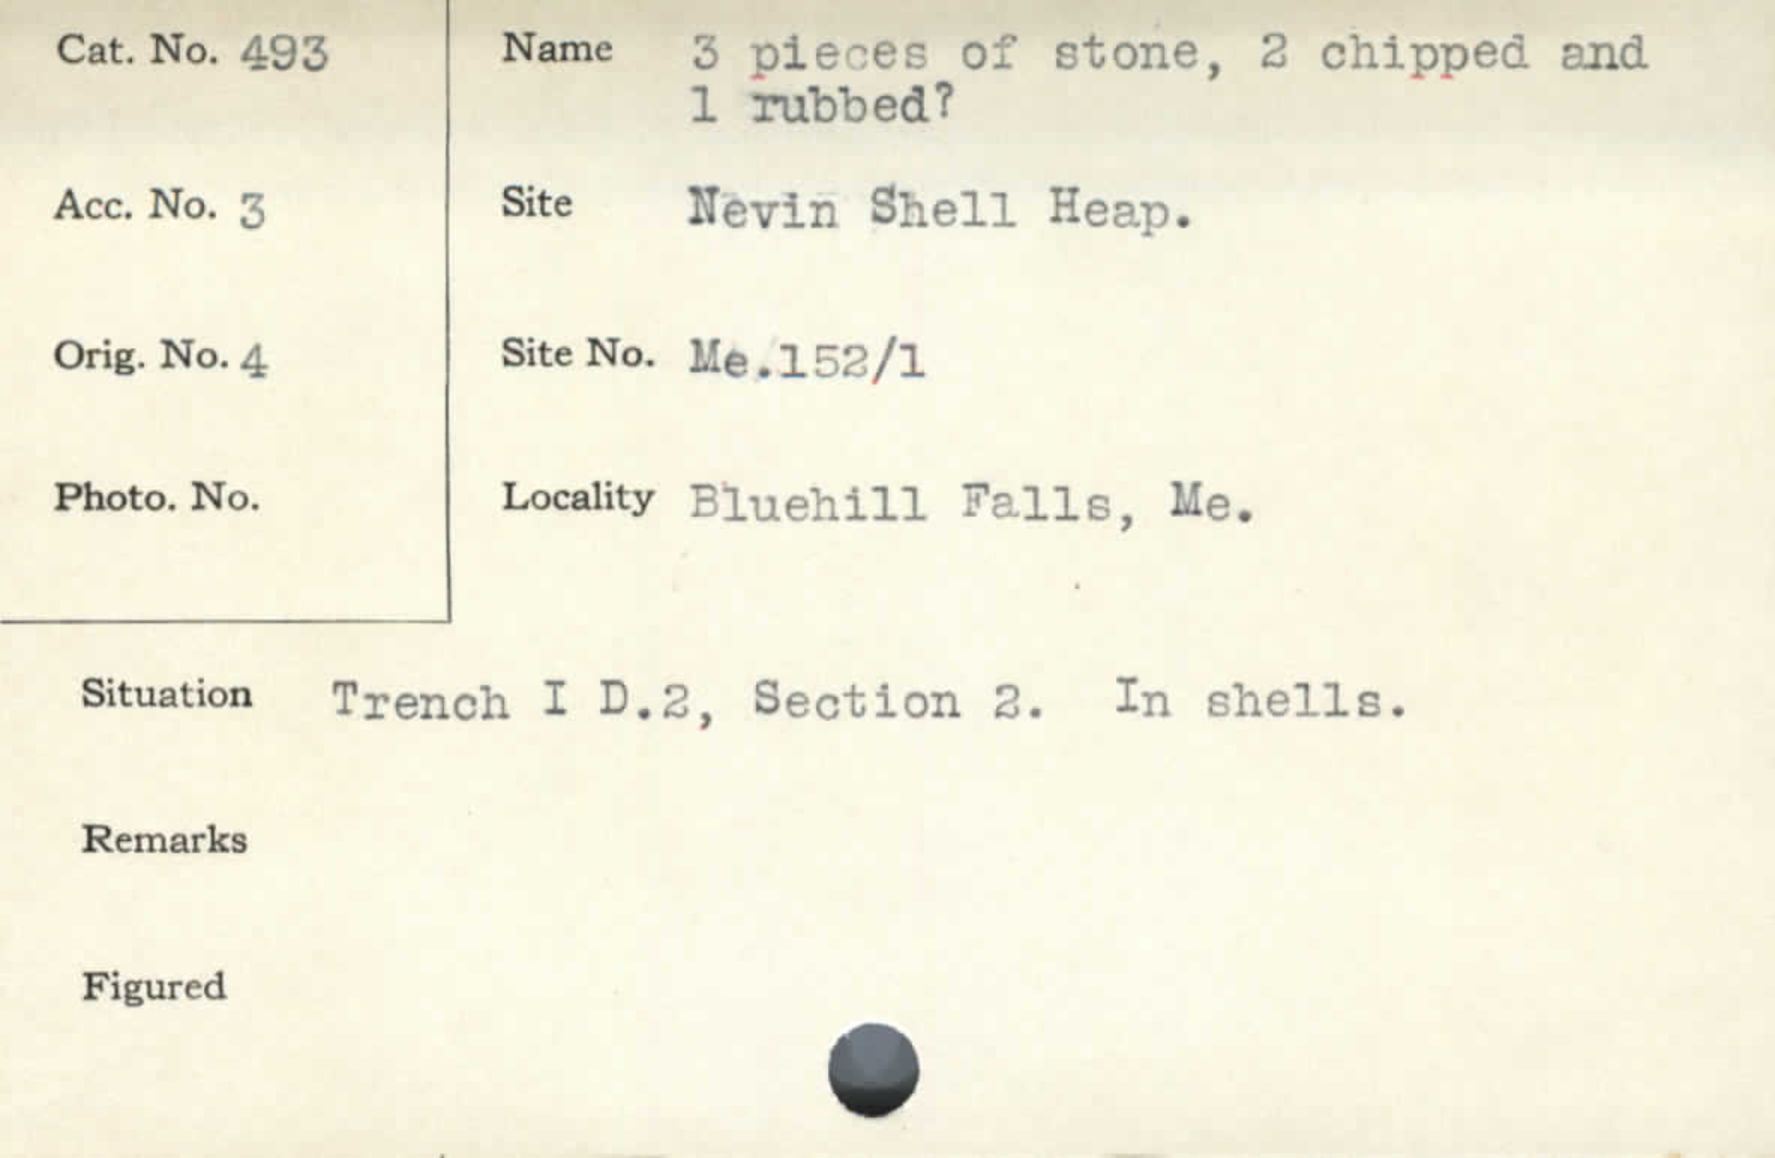 Cat. No. 493
Name 3 pieces of stone, 2 chipped and
1 rubbed?
Acc. No. 3
Site Nevin Shell Heap.
Orig. No. 4
Site No. Me.152/1
Photo. No.
Locality Bluehill Falls, Me.
Situation Trench I D.2, Section 2. In shells.
Remarks
Figured